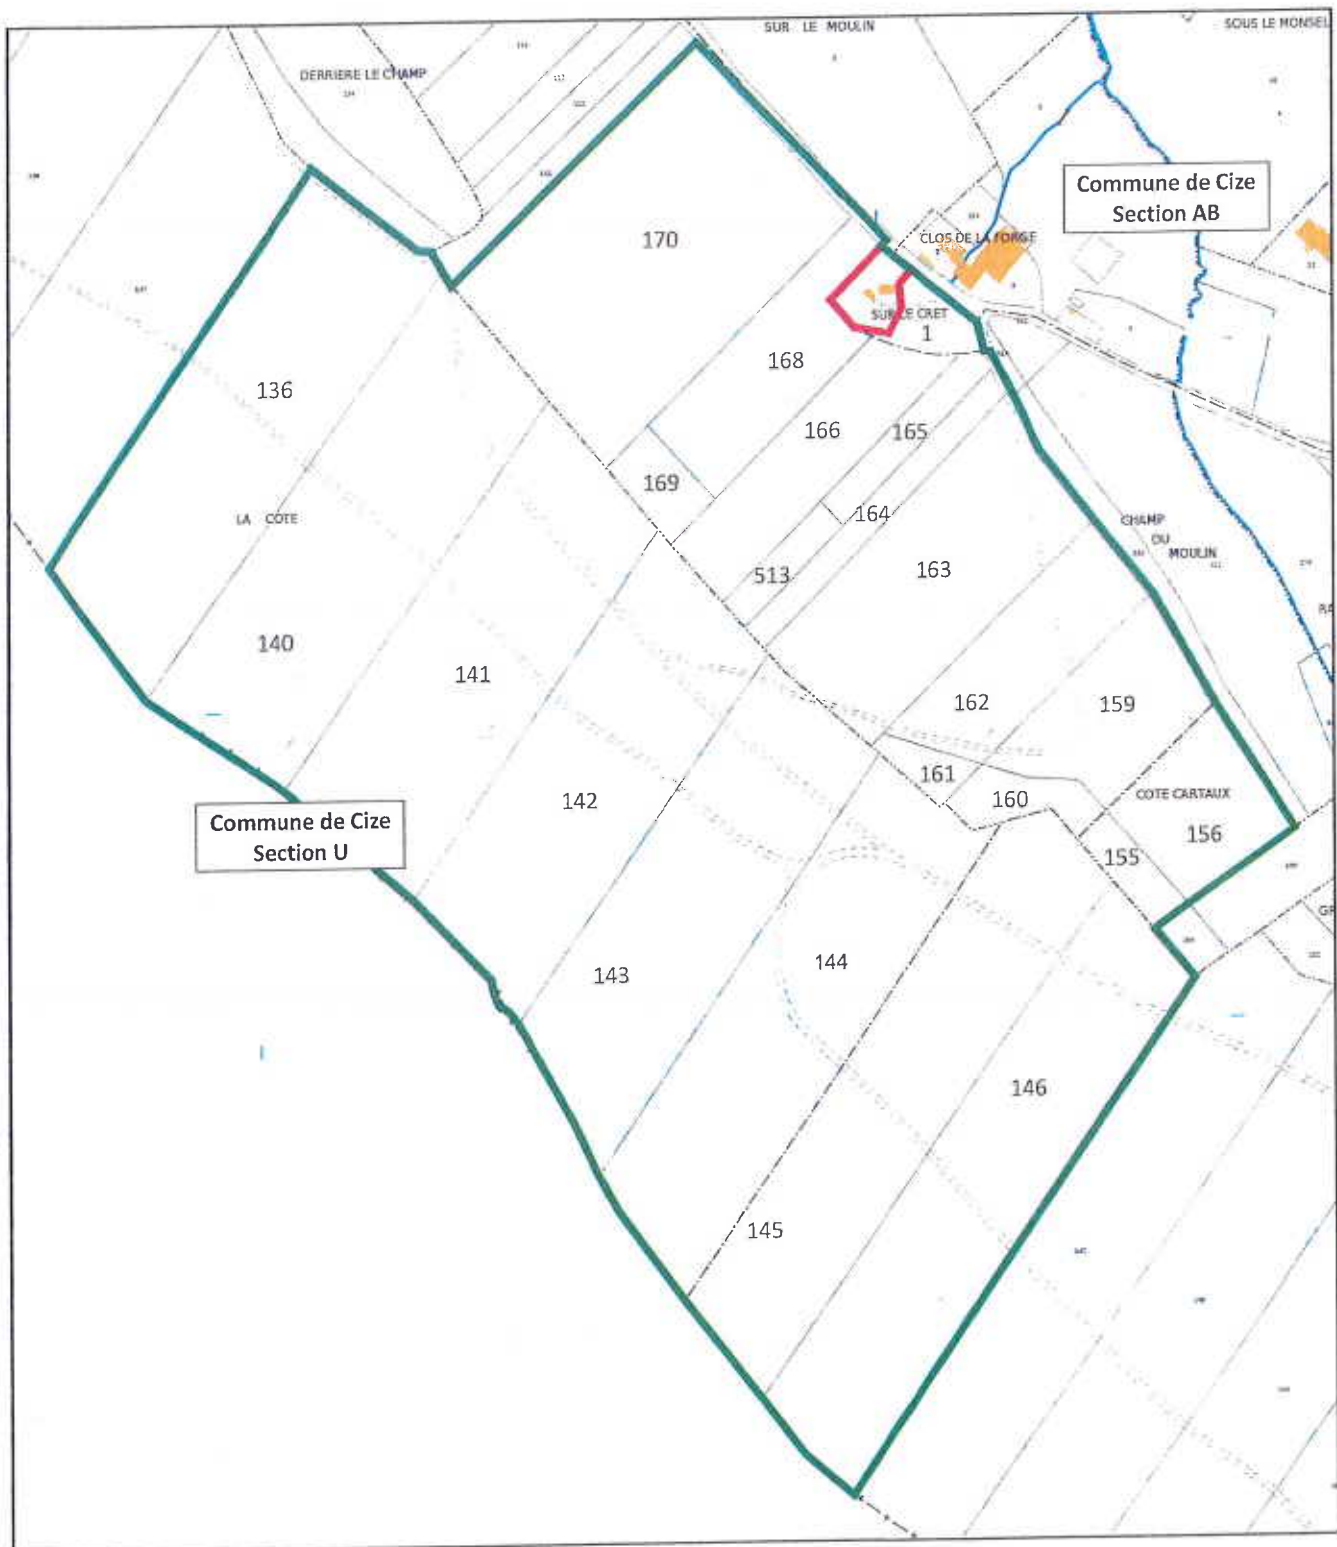 SUR LE MOULIN
SOUS LE MONSEL
DERRIERE LE CHAMP
Commune de Cize
Section AB
170
CLOS DE LA FORGE
SUR LE CRET
1
168
136
166
165
169
LA COTE
164
CHAMP
DU
MOULIN
513
163
140
141
162
159
161
160
COTE CARTAUX
142
156
Commune de Cize
Section U
155
143
144
146
145